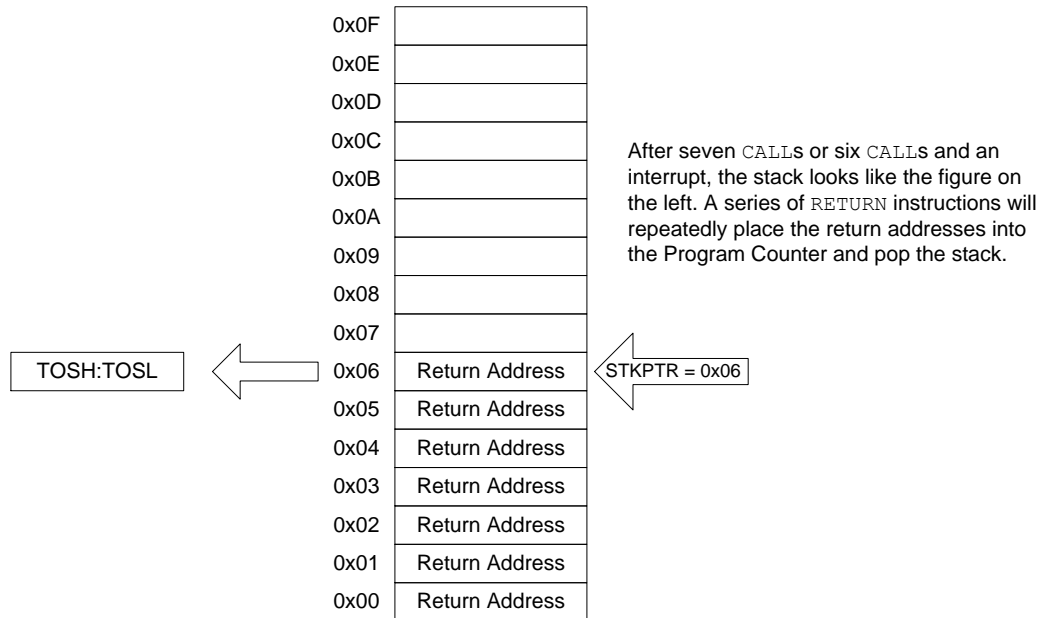 0x0F
0x0E
0x0D
0x0C
0x0B
0x0A
0x09
0x08
0x07
After seven CALLs or six CALLs and an
interrupt, the stack looks like the figure on
the left. A series of RETURN instructions will
repeatedly place the return addresses into
the Program Counter and pop the stack.
TOSH:TOSL
0x06 Return Address
STKPTR = 0x06
0x05 Return Address
0x04 Return Address
0x03 Return Address
0x02 Return Address
0x01 Return Address
0x00 Return Address